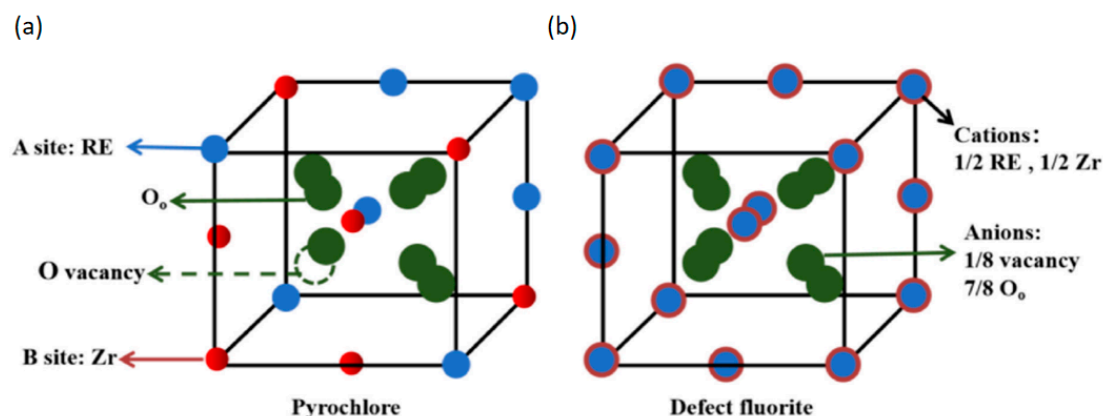 (a)
(b)
A site: RE
Oₒ
O vacancy
B site: Zr
Pyrochlore
Cations:
1/2 RE , 1/2 Zr
Anions:
1/8 vacancy
7/8 Oₒ
Defect fluorite